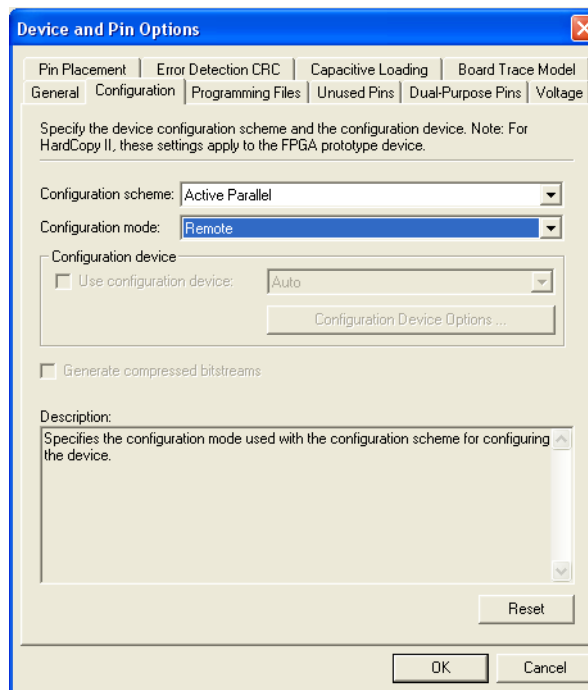 Device and Pin Options
Pin Placement Error Detection CRC Capacitive Loading Board Trace Model
General Configuration Programming Files Unused Pins Dual-Purpose Pins Voltage
Specify the device configuration scheme and the configuration device. Note: For
HardCopy II, these settings apply to the FPGA prototype device.
Configuration scheme: Active Parallel
Configuration mode: Remote
Configuration device
Use configuration device: Auto
Configuration Device Options ...
Generate compressed bitstreams
Description:
Specifies the configuration mode used with the configuration scheme for configuring
the device.
Reset
OK Cancel